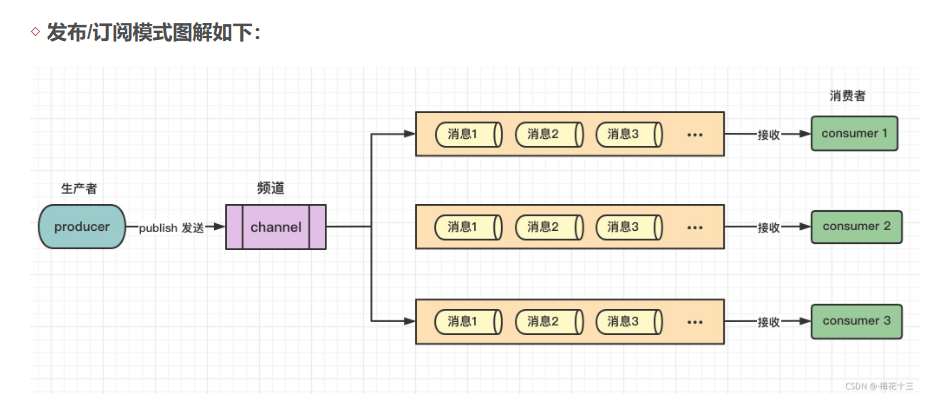 发布/订阅模式图解如下：
消费者
消息1 消息2 消息3 ••• 接收 consumer 1
生产者 频道
producer publish 发送 channel 消息1 消息2 消息3 ••• 接收 consumer 2
消息1 消息2 消息3 ••• 接收 consumer 3
CSDN @梅花十三